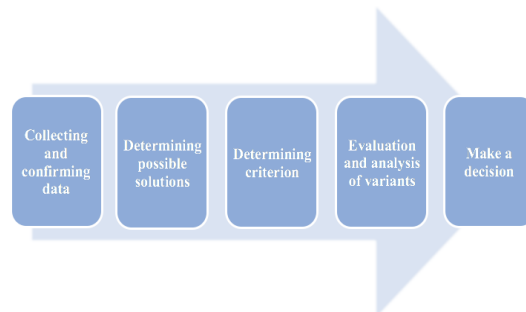 Collecting
and
confirming
data
Determining
possible
solutions
Determining
criterion
Evaluation
and analysis
of variants
Make a
decision